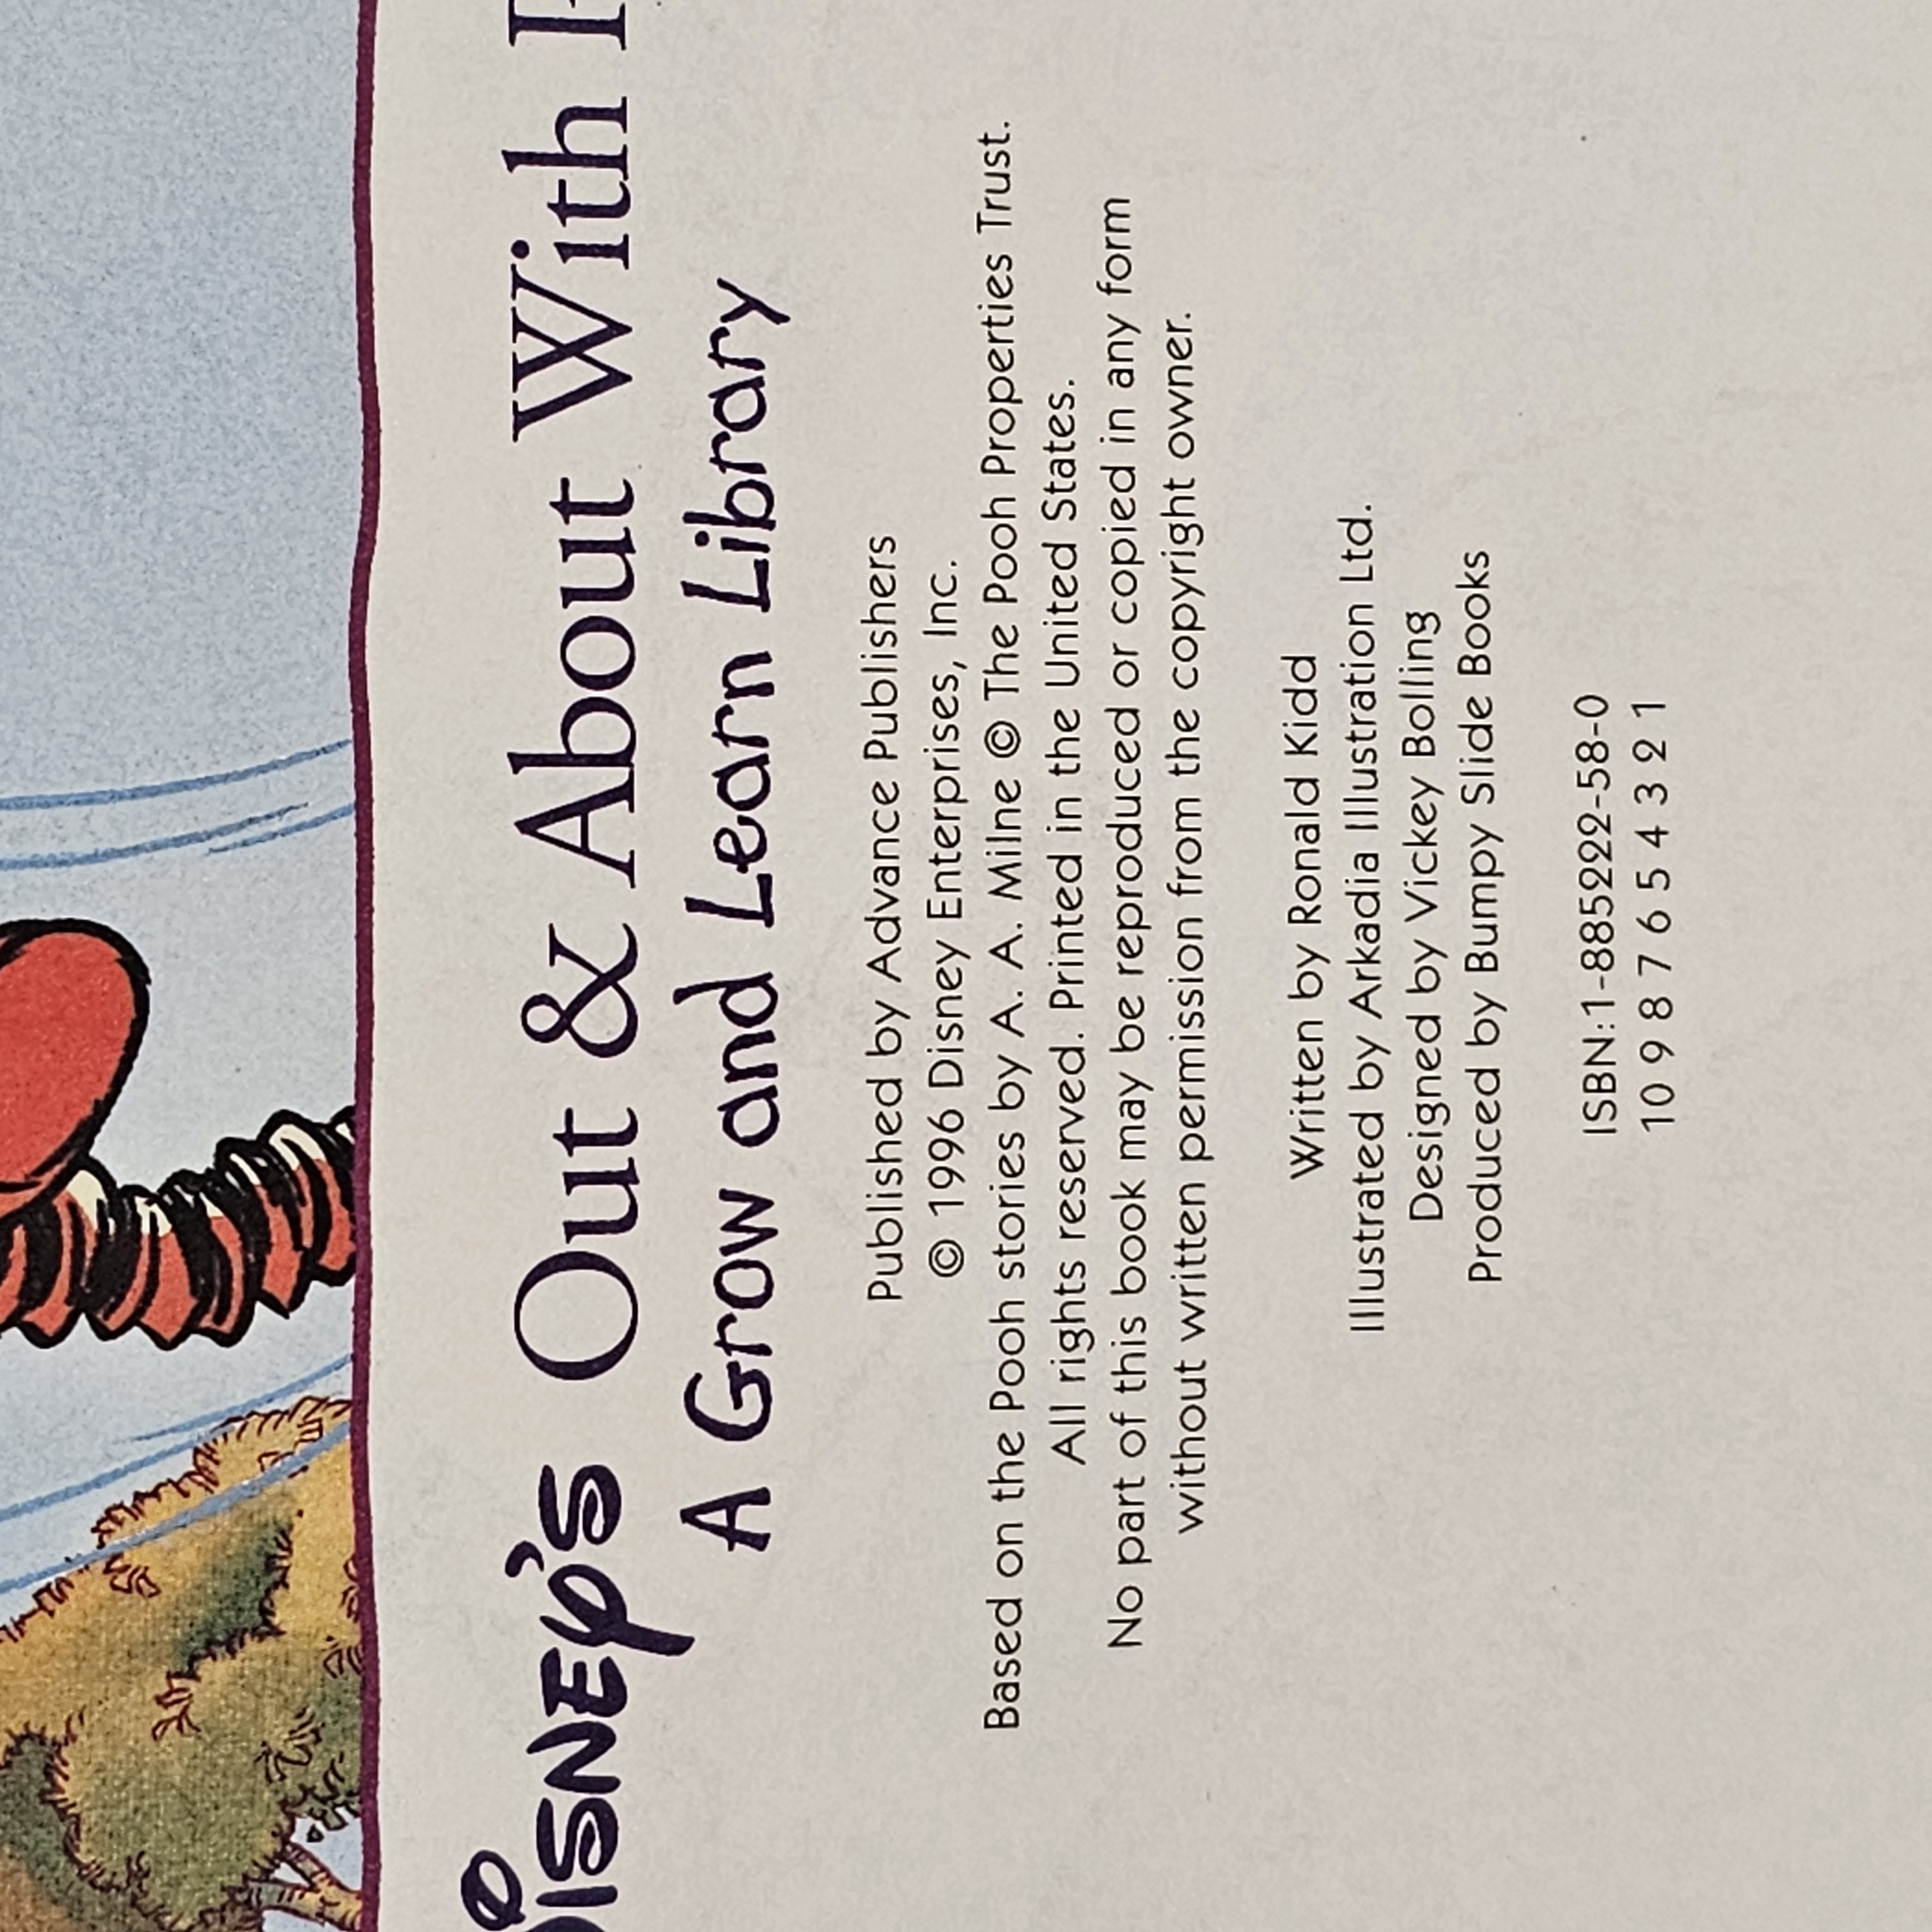 DISNEY'S Out & About With
A Grow and Learn Library
Published by Advance Publishers
© 1996 Disney Enterprises, Inc.
Based on the Pooh stories by A. A. Milne © The Pooh Properties Trust.
All rights reserved. Printed in the United States.
No part of this book may be reproduced or copied in any form
without written permission from the copyright owner.
Written by Ronald Kidd
Illustrated by Arkadia Illustration Ltd.
Designed by Vickey Bolling
Produced by Bumpy Slide Books
ISBN:1-885222-58-0
10 9 8 7 6 5 4 3 2 1